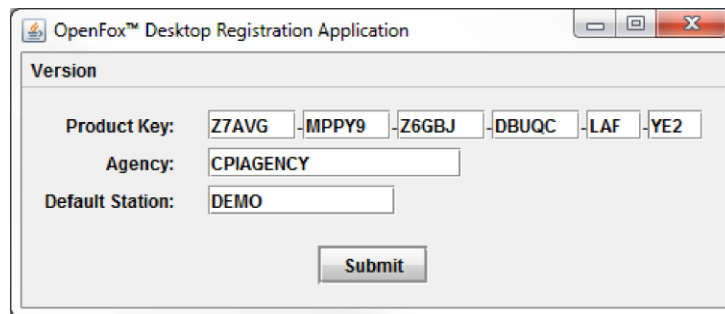 OpenFox™ Desktop Registration Application
Version
Product Key: Z7AVG -MPPY9 -Z6GBJ -DBUQC -LAF -YE2
Agency: CPIAGENCY
Default Station: DEMO
Submit